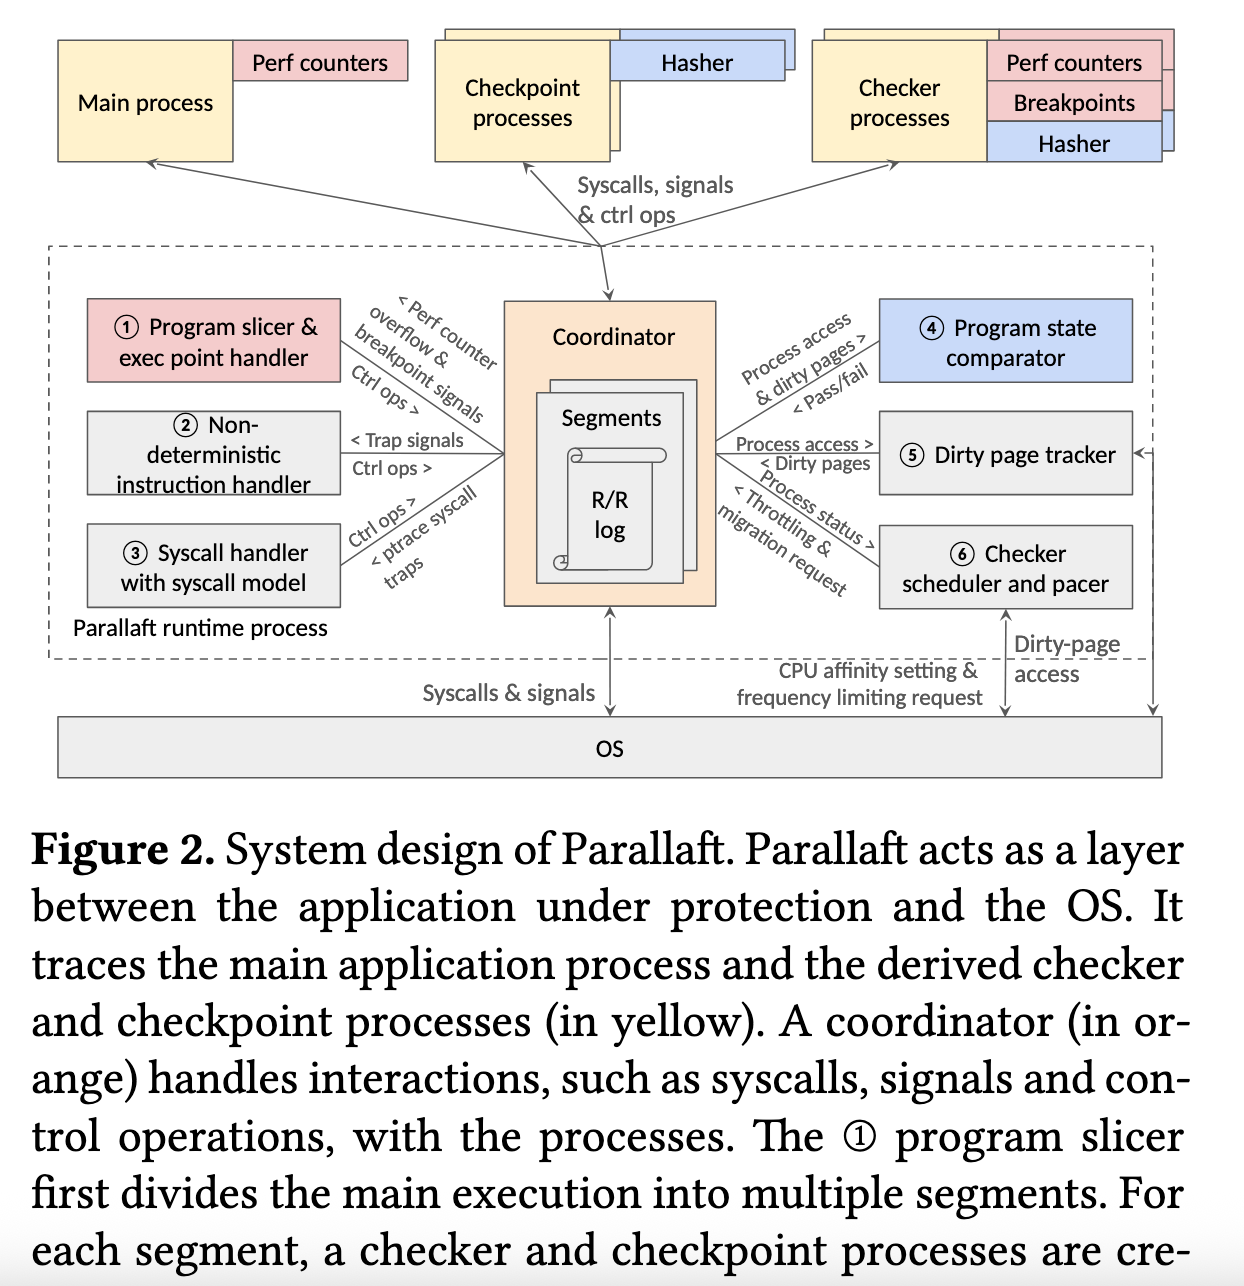 Main process
Perf counters
Checkpoint
processes
Hasher
Checker
processes
Perf counters
Breakpoints
Hasher
Syscalls, signals
& ctrl ops
① Program slicer &
exec point handler
< Perf counter
overflow &
breakpoint signals
Ctrl ops >
② Non-
deterministic
instruction handler
< Trap signals
Ctrl ops >
③ Syscall handler
with syscall model
Ctrl ops >
< ptrace syscall
traps
Parallaft runtime process
Coordinator
Segments
R/R
log
Process access
& dirty pages >
< Pass/fail
④ Program state
comparator
Process access >
< Dirty pages
⑤ Dirty page tracker
Process status >
< Throttling &
migration request
⑥ Checker
scheduler and pacer
Syscalls & signals
CPU affinity setting &
frequency limiting request
Dirty-page
access
OS
Figure 2. System design of Parallaft. Parallaft acts as a layer
between the application under protection and the OS. It
traces the main application process and the derived checker
and checkpoint processes (in yellow). A coordinator (in or-
ange) handles interactions, such as syscalls, signals and con-
trol operations, with the processes. The ① program slicer
first divides the main execution into multiple segments. For
each segment, a checker and checkpoint processes are cre-